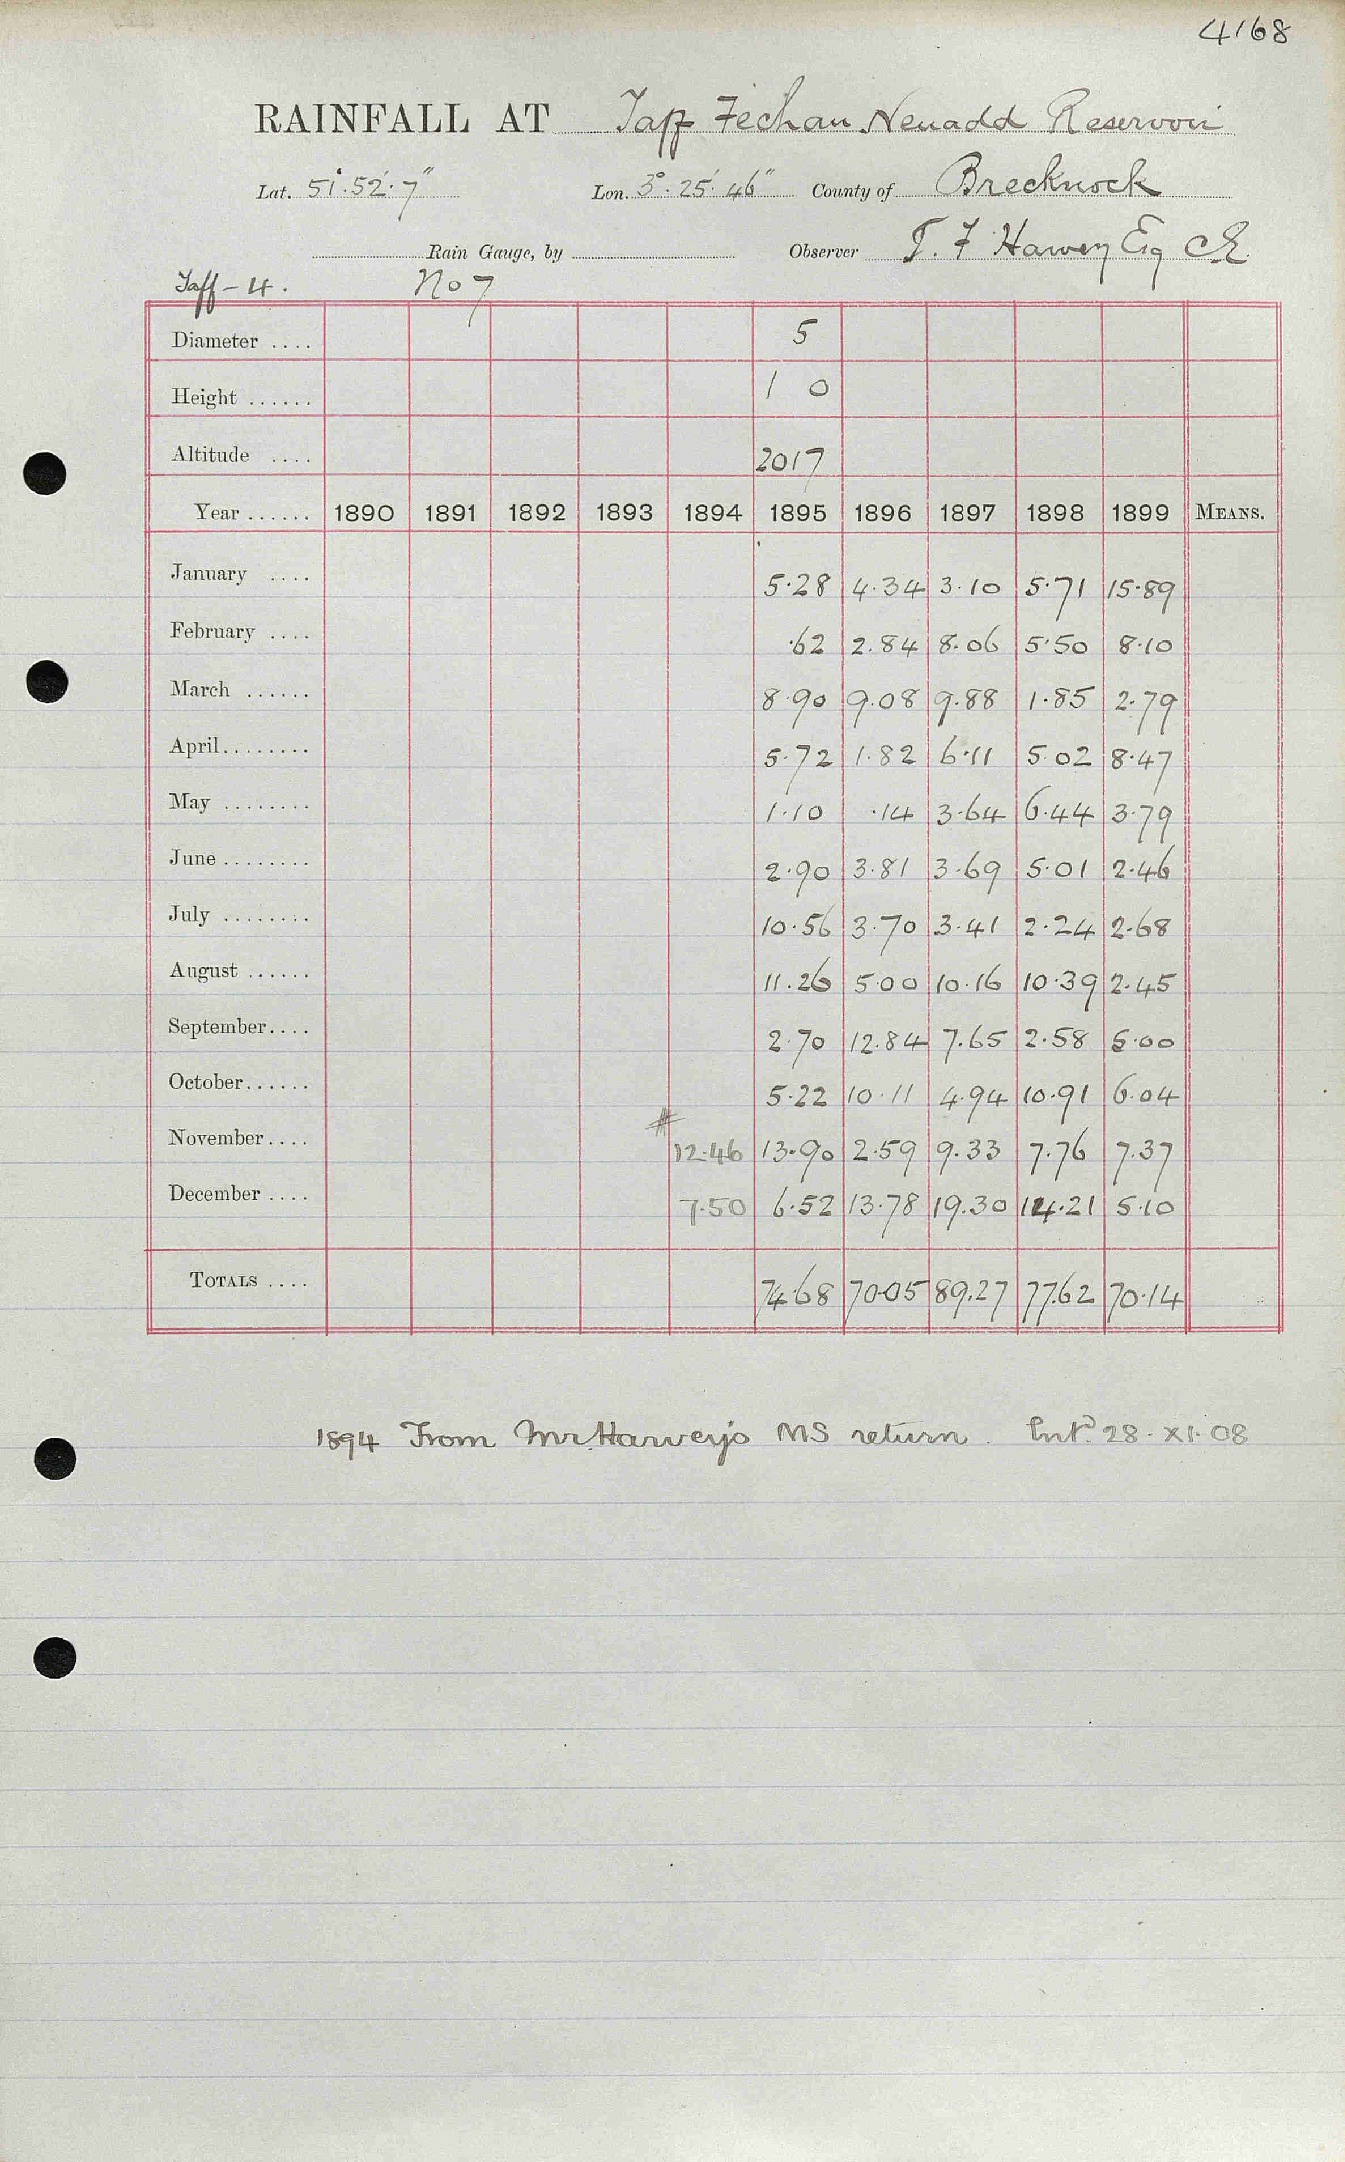 4168
RAINFALL AT Taff Fechan Neuadd Reservoir
Lat. 51°.52'.7" Lon. 3°.25'.46" County of Brecknock
Rain Gauge, by Observer T. F Harvey Esq CE
Taff-4. No 7
Diameter .... 5
Height ...... 1 0
Altitude .... 2017
Year ...... 1890 1891 1892 1893 1894 1895 1896 1897 1898 1899 MEANS.
January .... 5.28 4.34 3.10 5.71 15.89
February .... .62 2.84 8.06 5.50 8.10
March ...... 8.90 9.08 9.88 1.85 2.79
April........ 5.72 1.82 6.11 5.02 8.47
May ........ 1.10 .14 3.64 6.44 3.79
June ........ 2.90 3.81 3.69 5.01 2.46
July ........ 10.56 3.70 3.41 2.24 2.68
August ...... 11.26 5.00 10.16 10.39 2.45
September.... 2.70 12.84 7.65 2.58 5.00
October...... 5.22 10.11 4.94 10.91 6.04
November.... # 12.46 13.90 2.59 9.33 7.76 7.37
December .... 7.50 6.52 13.78 19.30 14.21 5.10
TOTALS .... 74.68 70.05 89.27 77.62 70.14
1894 From Mr. Harvey's MS return. Entd 28.XI.08